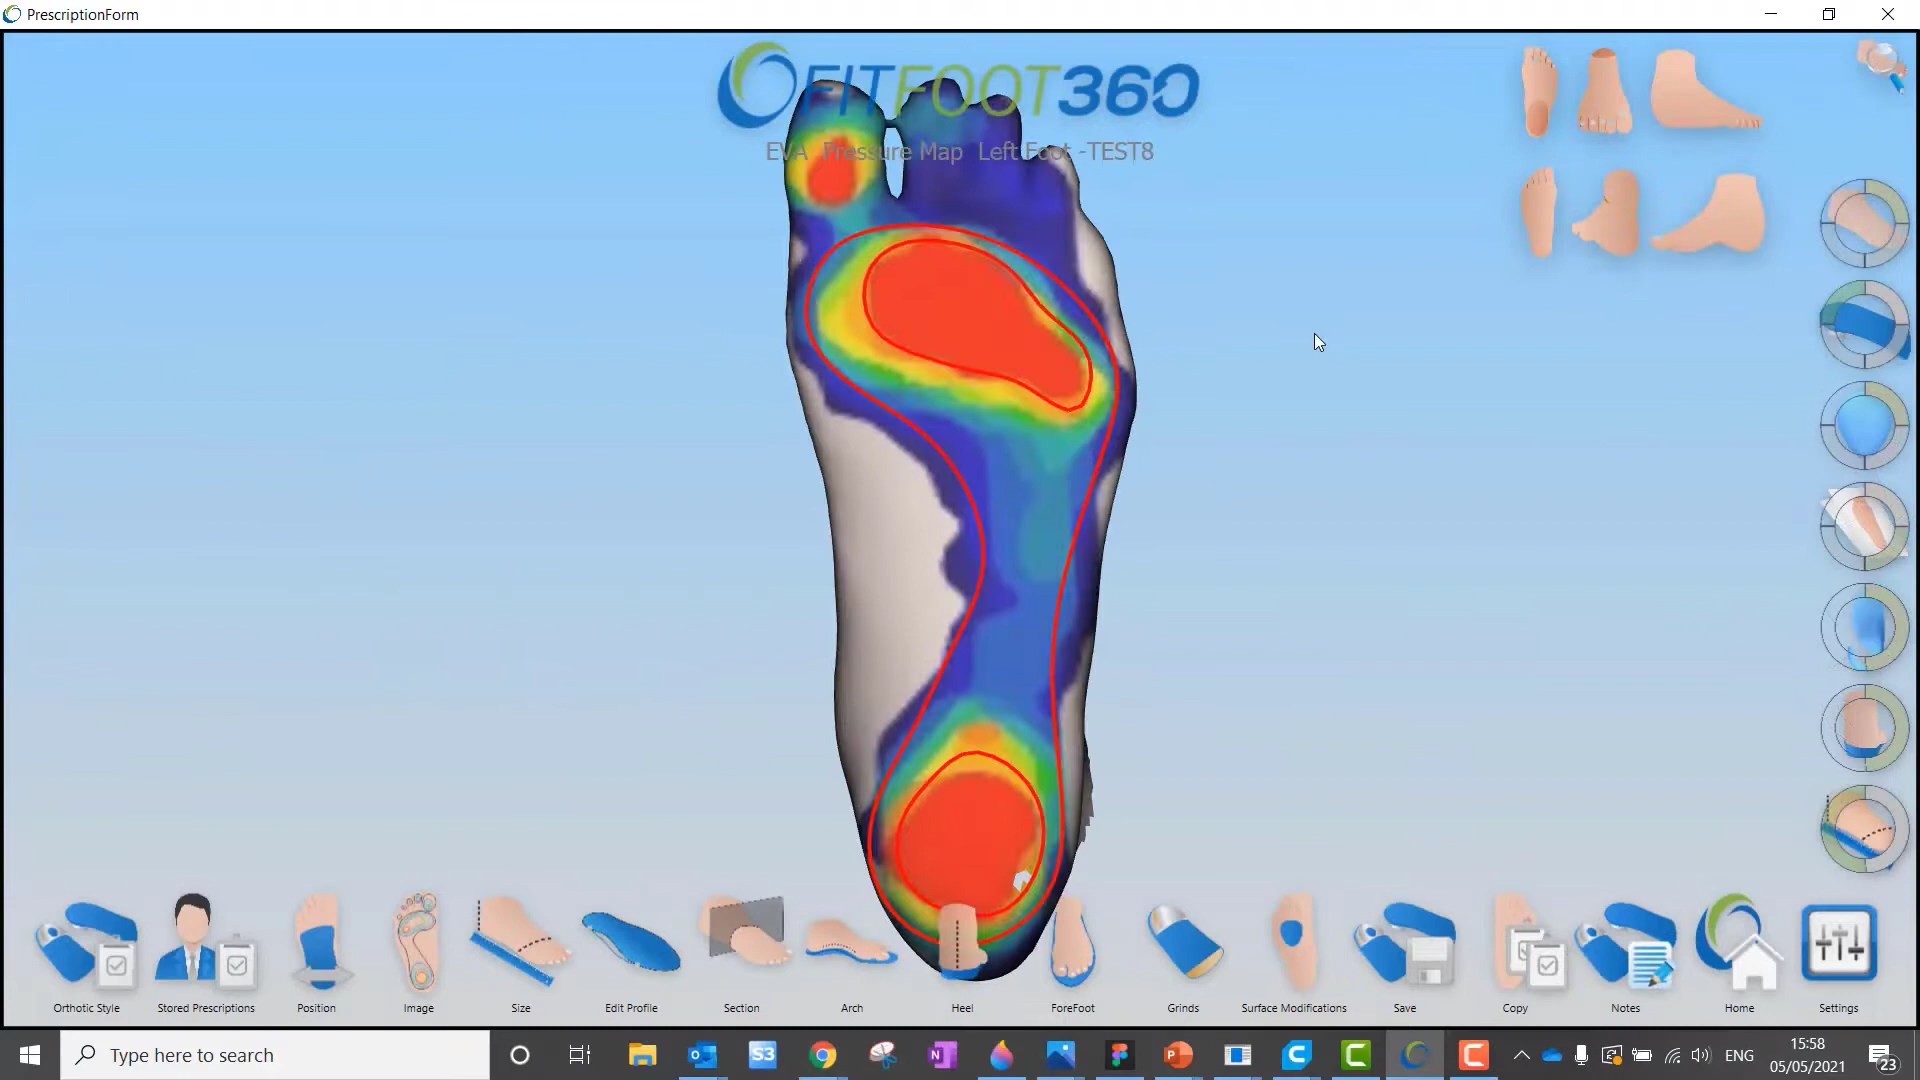 PrescriptionForm
FITFOOT360
EVA Pressure Map Left Foot -TEST8
Orthotic Style
Stored Prescriptions
Position
Image
Size
Edit Profile
Section
Arch
Heel
ForeFoot
Grinds
Surface Modifications
Save
Copy
Notes
Home
Settings
Type here to search
S3
N
P
C
C
C
ENG
15:58
05/05/2021
23